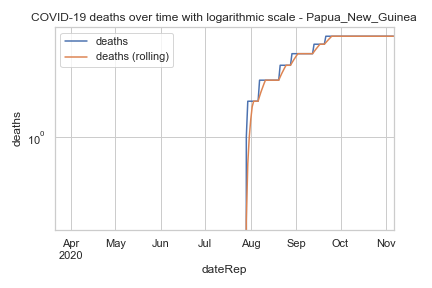 COVID-19 deaths over time with logarithmic scale - Papua_New_Guinea
deaths
deaths (rolling)
deaths
10⁰
Apr May Jun Jul Aug Sep Oct Nov
2020
dateRep